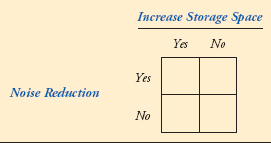 Increase Storage Space
Yes No
Yes
Noise Reduction
No